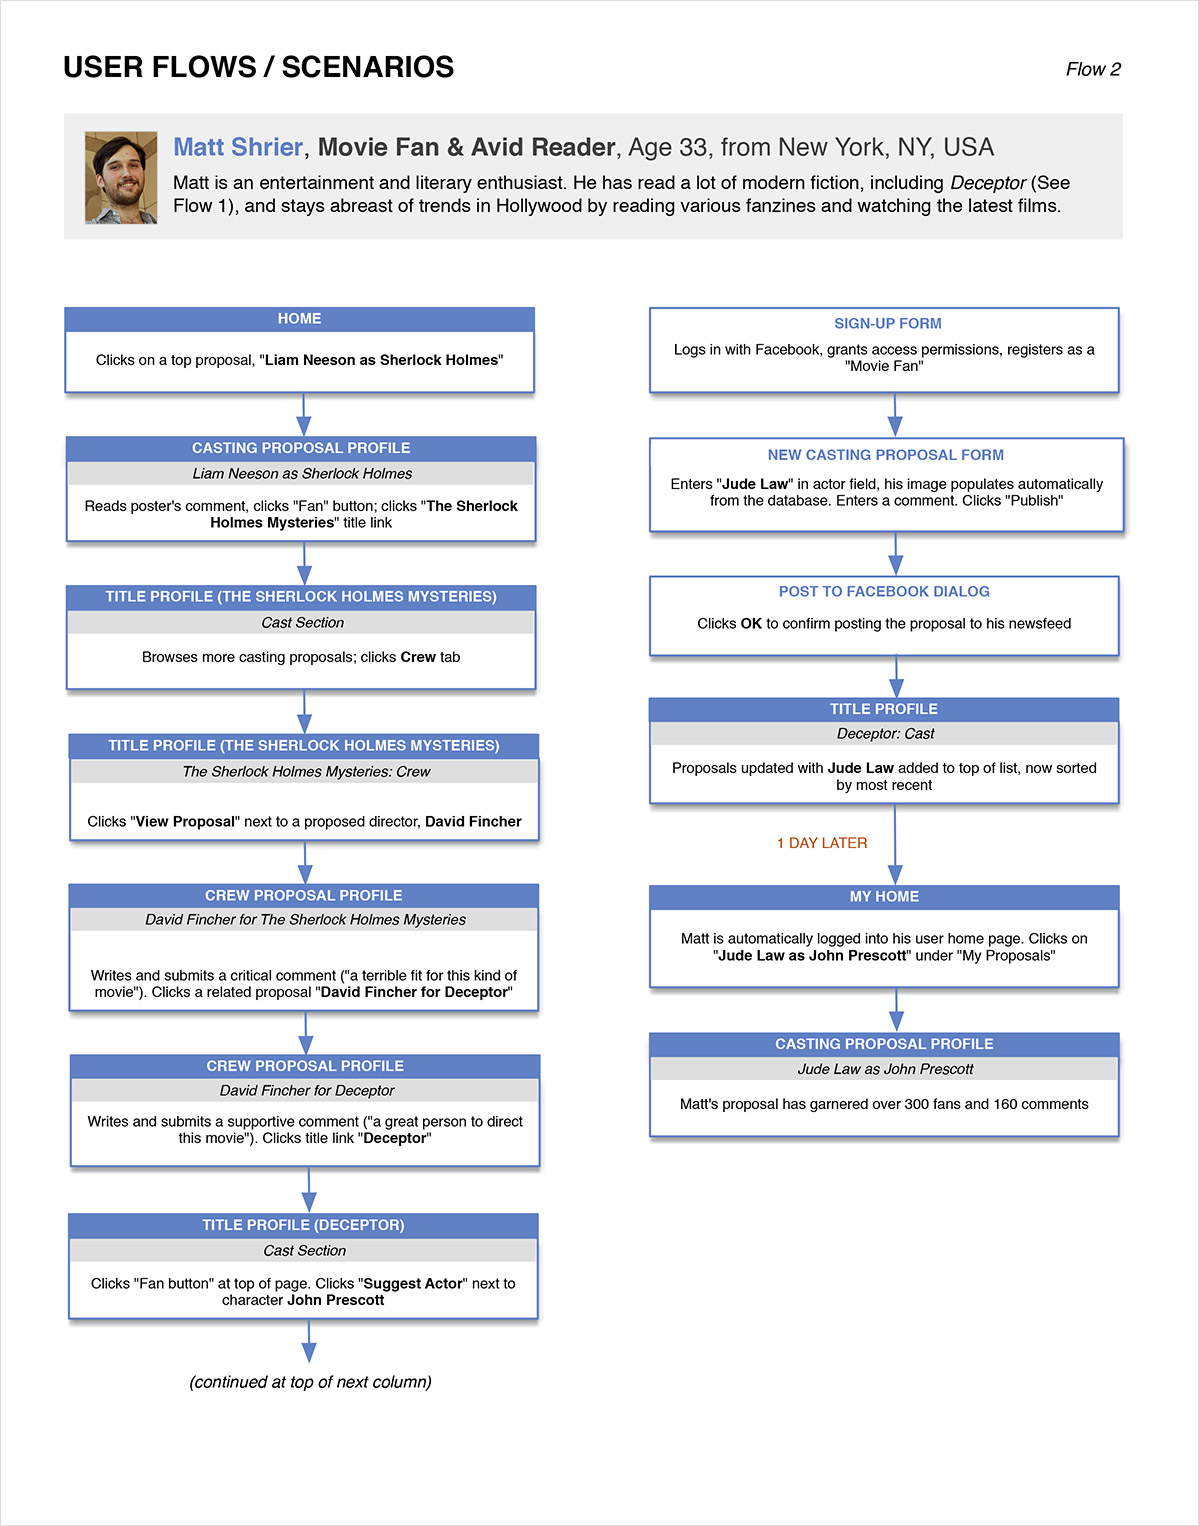 USER FLOWS / SCENARIOS
Flow 2
Matt Shrier, Movie Fan & Avid Reader, Age 33, from New York, NY, USA
Matt is an entertainment and literary enthusiast. He has read a lot of modern fiction, including Deceptor (See
Flow 1), and stays abreast of trends in Hollywood by reading various fanzines and watching the latest films.
HOME
Clicks on a top proposal, "Liam Neeson as Sherlock Holmes"
CASTING PROPOSAL PROFILE
Liam Neeson as Sherlock Holmes
Reads poster's comment, clicks "Fan" button; clicks "The Sherlock
Holmes Mysteries" title link
TITLE PROFILE (THE SHERLOCK HOLMES MYSTERIES)
Cast Section
Browses more casting proposals; clicks Crew tab
TITLE PROFILE (THE SHERLOCK HOLMES MYSTERIES)
The Sherlock Holmes Mysteries: Crew
Clicks "View Proposal" next to a proposed director, David Fincher
CREW PROPOSAL PROFILE
David Fincher for The Sherlock Holmes Mysteries
Writes and submits a critical comment ("a terrible fit for this kind of
movie"). Clicks a related proposal "David Fincher for Deceptor"
CREW PROPOSAL PROFILE
David Fincher for Deceptor
Writes and submits a supportive comment ("a great person to direct
this movie"). Clicks title link "Deceptor"
TITLE PROFILE (DECEPTOR)
Cast Section
Clicks "Fan button" at top of page. Clicks "Suggest Actor" next to
character John Prescott
(continued at top of next column)
SIGN-UP FORM
Logs in with Facebook, grants access permissions, registers as a
"Movie Fan"
NEW CASTING PROPOSAL FORM
Enters "Jude Law" in actor field, his image populates automatically
from the database. Enters a comment. Clicks "Publish"
POST TO FACEBOOK DIALOG
Clicks OK to confirm posting the proposal to his newsfeed
TITLE PROFILE
Deceptor: Cast
Proposals updated with Jude Law added to top of list, now sorted
by most recent
1 DAY LATER
MY HOME
Matt is automatically logged into his user home page. Clicks on
"Jude Law as John Prescott" under "My Proposals"
CASTING PROPOSAL PROFILE
Jude Law as John Prescott
Matt's proposal has garnered over 300 fans and 160 comments